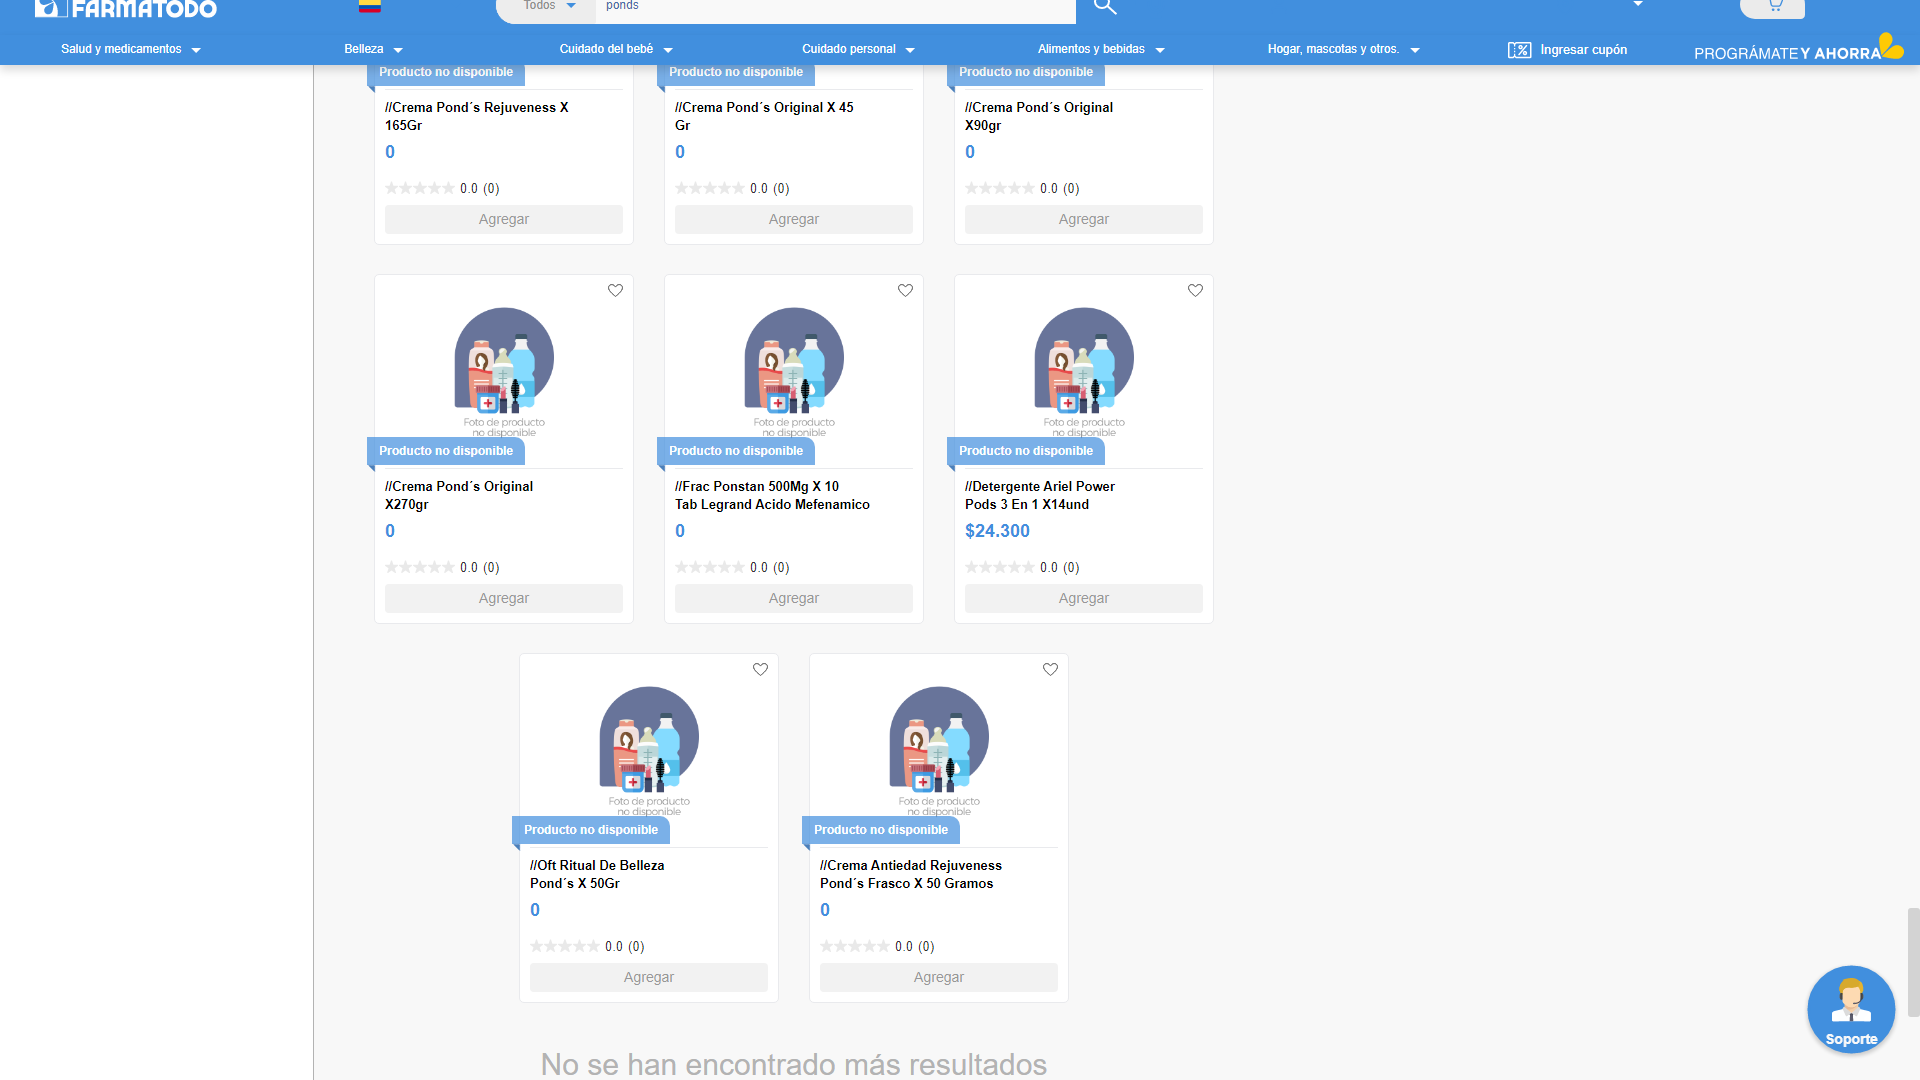 FARMATODO
Todos
ponds
Salud y medicamentos
Belleza
Cuidado del bebé
Cuidado personal
Alimentos y bebidas
Hogar, mascotas y otros.
Ingresar cupón
PROGRÁMATE Y AHORRA
Producto no disponible
Producto no disponible
Producto no disponible
//Crema Pond´s Rejuveness X
165Gr
0
0.0 (0)
Agregar
//Crema Pond´s Original X 45
Gr
0
0.0 (0)
Agregar
//Crema Pond´s Original
X90gr
0
0.0 (0)
Agregar
Foto de producto
no disponible
Producto no disponible
//Crema Pond´s Original
X270gr
0
0.0 (0)
Agregar
Foto de producto
no disponible
Producto no disponible
//Frac Ponstan 500Mg X 10
Tab Legrand Acido Mefenamico
0
0.0 (0)
Agregar
Foto de producto
no disponible
Producto no disponible
//Detergente Ariel Power
Pods 3 En 1 X14und
$24.300
0.0 (0)
Agregar
Foto de producto
no disponible
Producto no disponible
//Oft Ritual De Belleza
Pond´s X 50Gr
0
0.0 (0)
Agregar
Foto de producto
no disponible
Producto no disponible
//Crema Antiedad Rejuveness
Pond´s Frasco X 50 Gramos
0
0.0 (0)
Agregar
Soporte
No se han encontrado más resultados